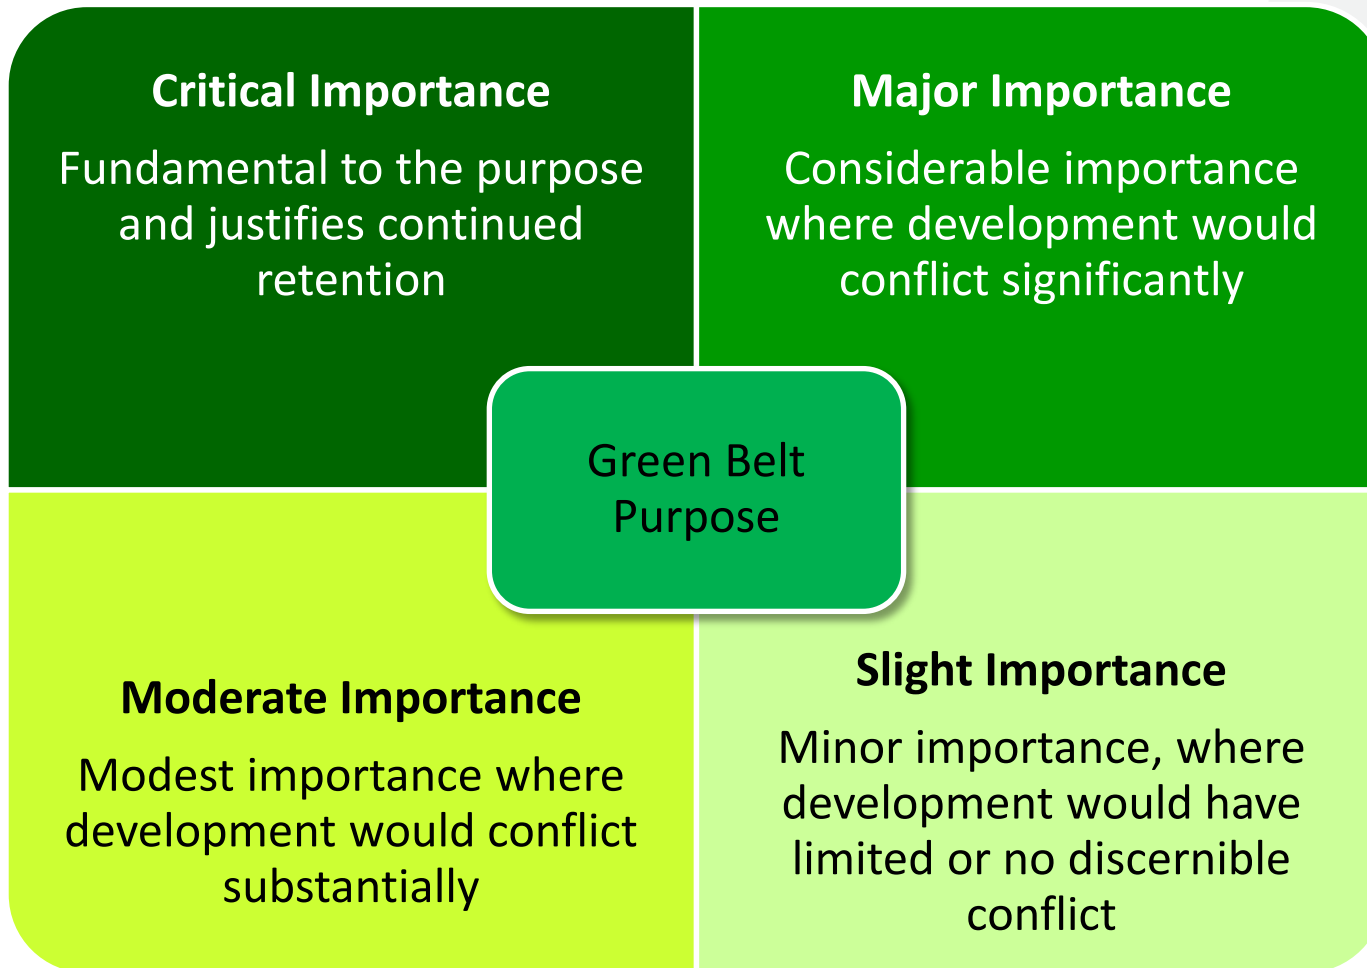 Critical Importance
Fundamental to the purpose
and justifies continued
retention
Major Importance
Considerable importance
where development would
conflict significantly
Green Belt
Purpose
Moderate Importance
Modest importance where
development would conflict
substantially
Slight Importance
Minor importance, where
development would have
limited or no discernible
conflict